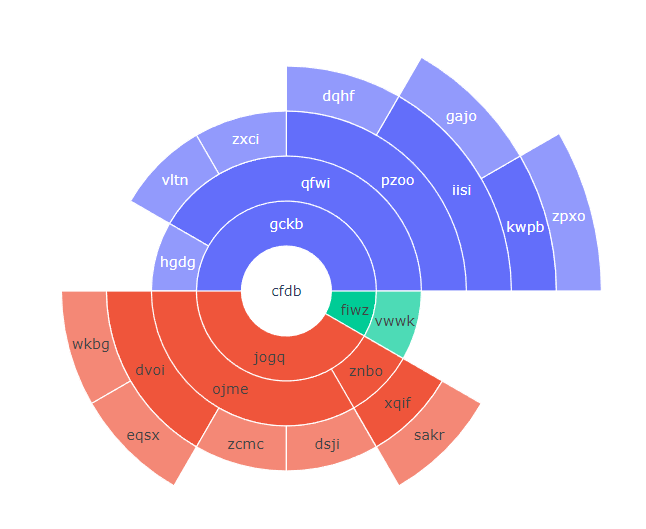 dqhf
gajo
zxci
vltn
pzoo
qfwi
iisi
zpxo
gckb
kwpb
hgdg
cfdb
fiwz
vwwk
wkbg
jogq
dvoi
znbo
ojme
xqif
eqsx
sakr
zcmc
dsji